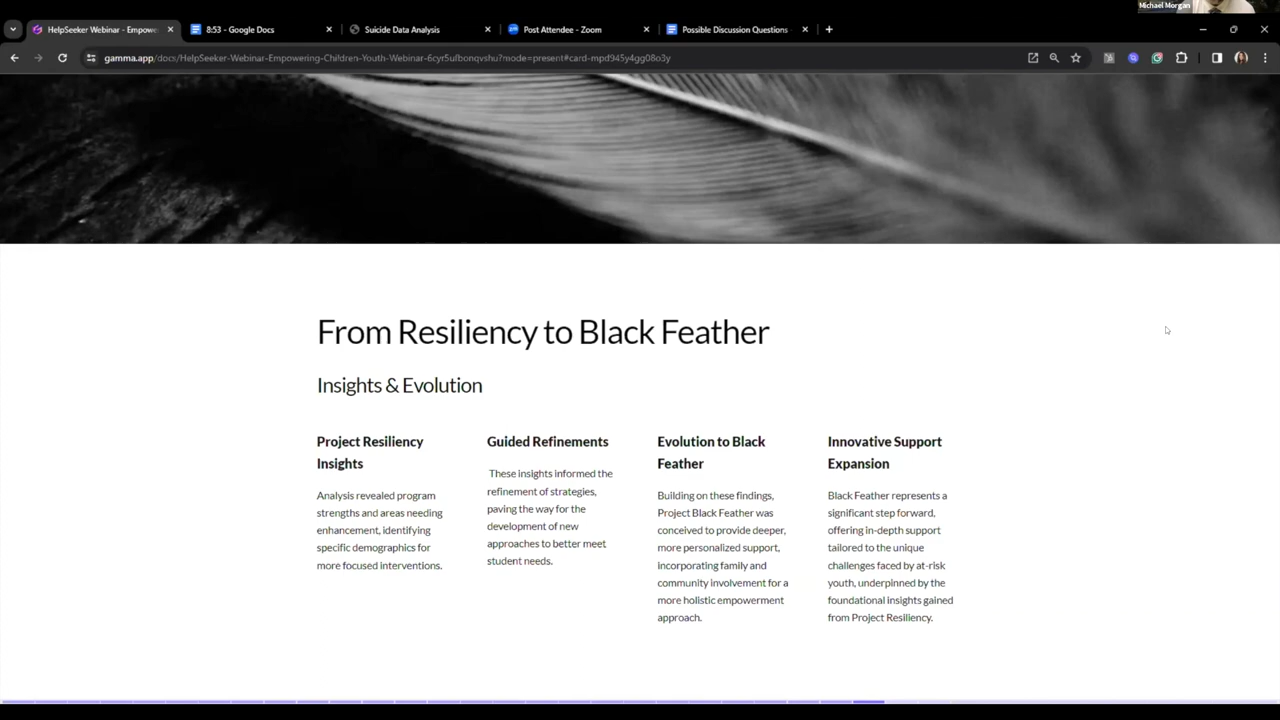 Michael Morgan
HelpSeeker Webinar - Empowe
8:53 - Google Docs
Suicide Data Analysis
Post Attendee - Zoom
Possible Discussion Questions
gamma.app/docs/HelpSeeker-Webinar-Empowering-Children-Youth-Webinar-6cyr5ufbonqvshu?mode=present#card-mpd945y4gg08o3y
From Resiliency to Black Feather
Insights & Evolution
Project Resiliency
Insights
Analysis revealed program
strengths and areas needing
enhancement, identifying
specific demographics for
more focused interventions.
Guided Refinements
These insights informed the
refinement of strategies,
paving the way for the
development of new
approaches to better meet
student needs.
Evolution to Black
Feather
Building on these findings,
Project Black Feather was
conceived to provide deeper,
more personalized support,
incorporating family and
community involvement for a
more holistic empowerment
approach.
Innovative Support
Expansion
Black Feather represents a
significant step forward,
offering in-depth support
tailored to the unique
challenges faced by at-risk
youth, underpinned by the
foundational insights gained
from Project Resiliency.